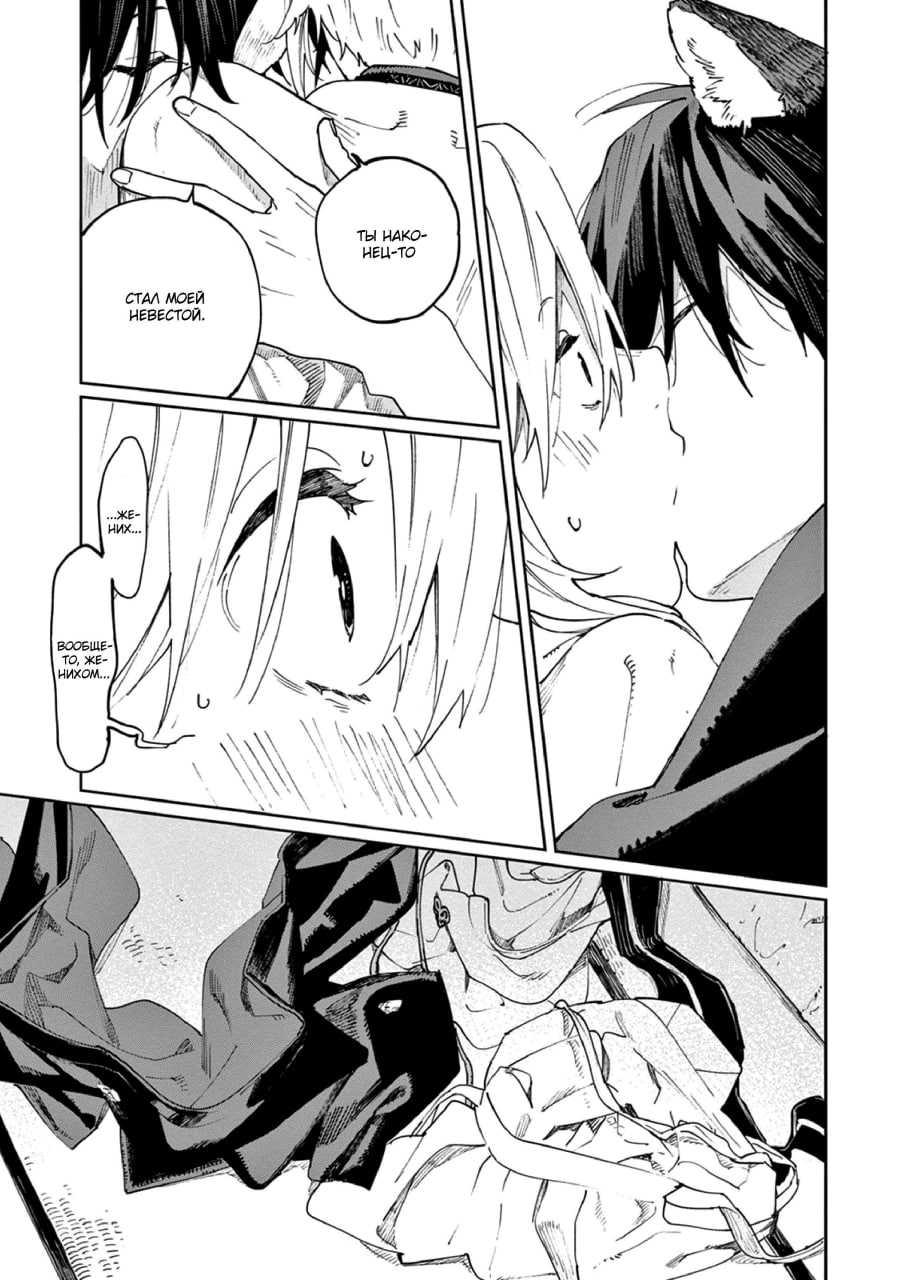 ТЫ НАКО-
НЕЦ-ТО
СТАЛ МОЕЙ
НЕВЕСТОЙ.
...ЖЕ-
НИХ...
ВООБЩЕ-
ТО, ЖЕ-
НИХОМ...